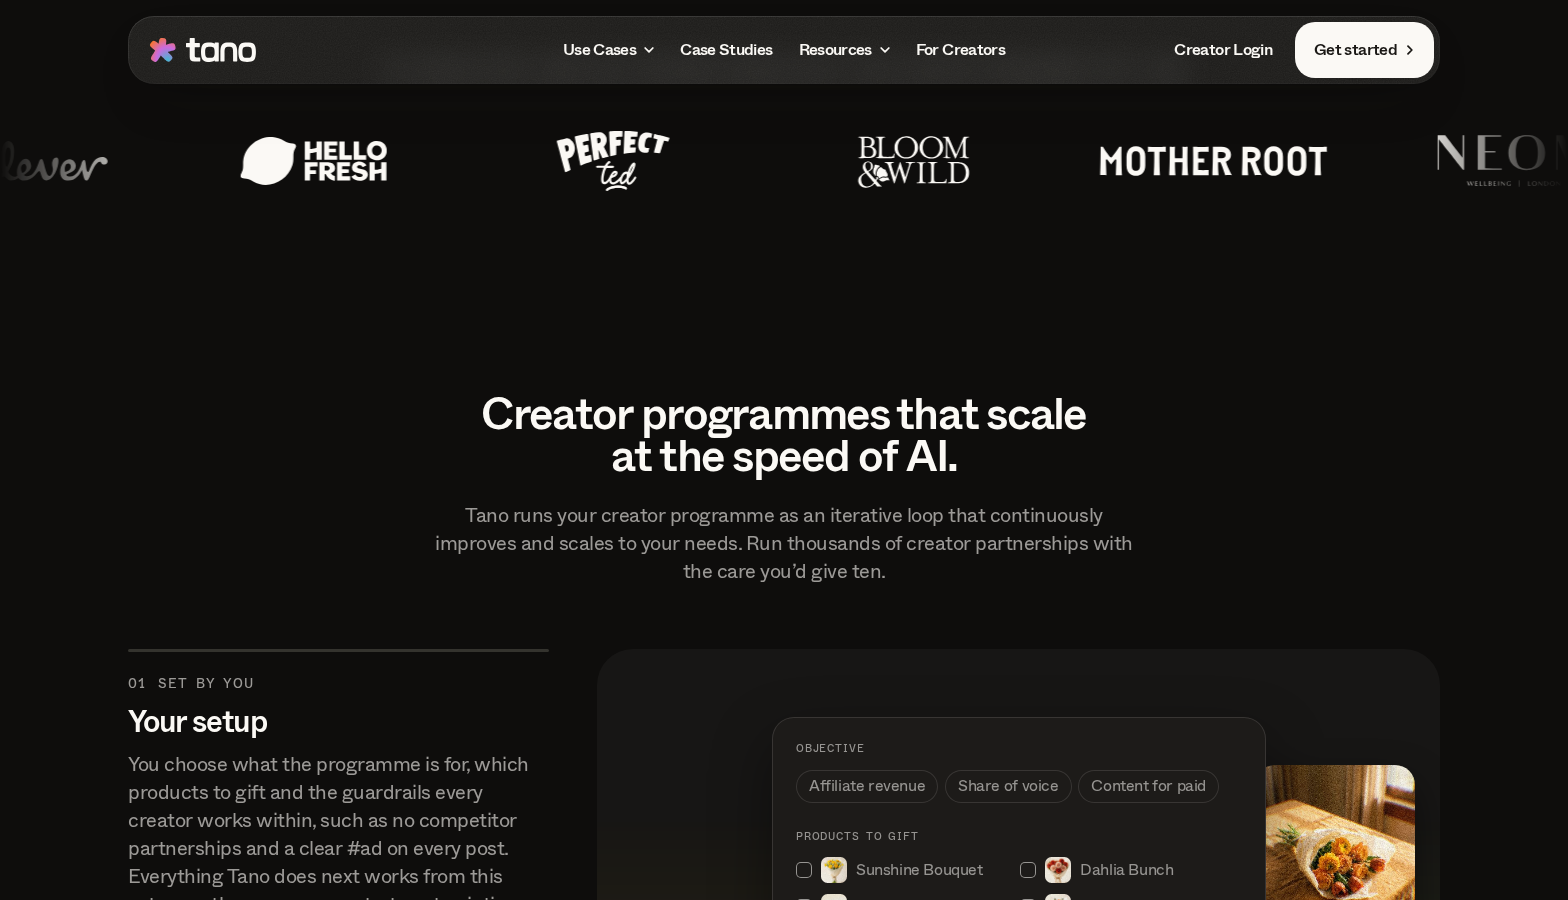 tano
Use Cases
Case Studies
Resources
For Creators
Creator Login
Get started
lever
HELLO
FRESH
PERFECT
ted
BLOOM
&WILD
MOTHER ROOT
NEO
WELLBEING | LONDON
Creator programmes that scale
at the speed of AI.
Tano runs your creator programme as an iterative loop that continuously
improves and scales to your needs. Run thousands of creator partnerships with
the care you’d give ten.
01 SET BY YOU
Your setup
You choose what the programme is for, which
products to gift and the guardrails every
creator works within, such as no competitor
partnerships and a clear #ad on every post.
Everything Tano does next works from this
OBJECTIVE
Affiliate revenue
Share of voice
Content for paid
PRODUCTS TO GIFT
Sunshine Bouquet
Dahlia Bunch